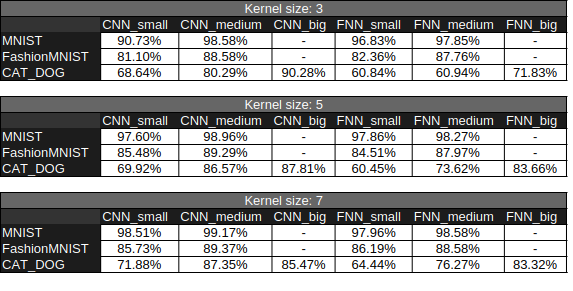 Kernel size: 3
CNN_small CNN_medium CNN_big FNN_small FNN_medium FNN_big
MNIST 90.73% 98.58% - 96.83% 97.85% -
FashionMNIST 81.10% 88.58% - 82.36% 87.76% -
CAT_DOG 68.64% 80.29% 90.28% 60.84% 60.94% 71.83%
Kernel size: 5
CNN_small CNN_medium CNN_big FNN_small FNN_medium FNN_big
MNIST 97.60% 98.96% - 97.86% 98.27% -
FashionMNIST 85.48% 89.29% - 84.51% 87.97% -
CAT_DOG 69.92% 86.57% 87.81% 60.45% 73.62% 83.66%
Kernel size: 7
CNN_small CNN_medium CNN_big FNN_small FNN_medium FNN_big
MNIST 98.51% 99.17% - 97.96% 98.58% -
FashionMNIST 85.73% 89.37% - 86.19% 88.58% -
CAT_DOG 71.88% 87.35% 85.47% 64.44% 76.27% 83.32%